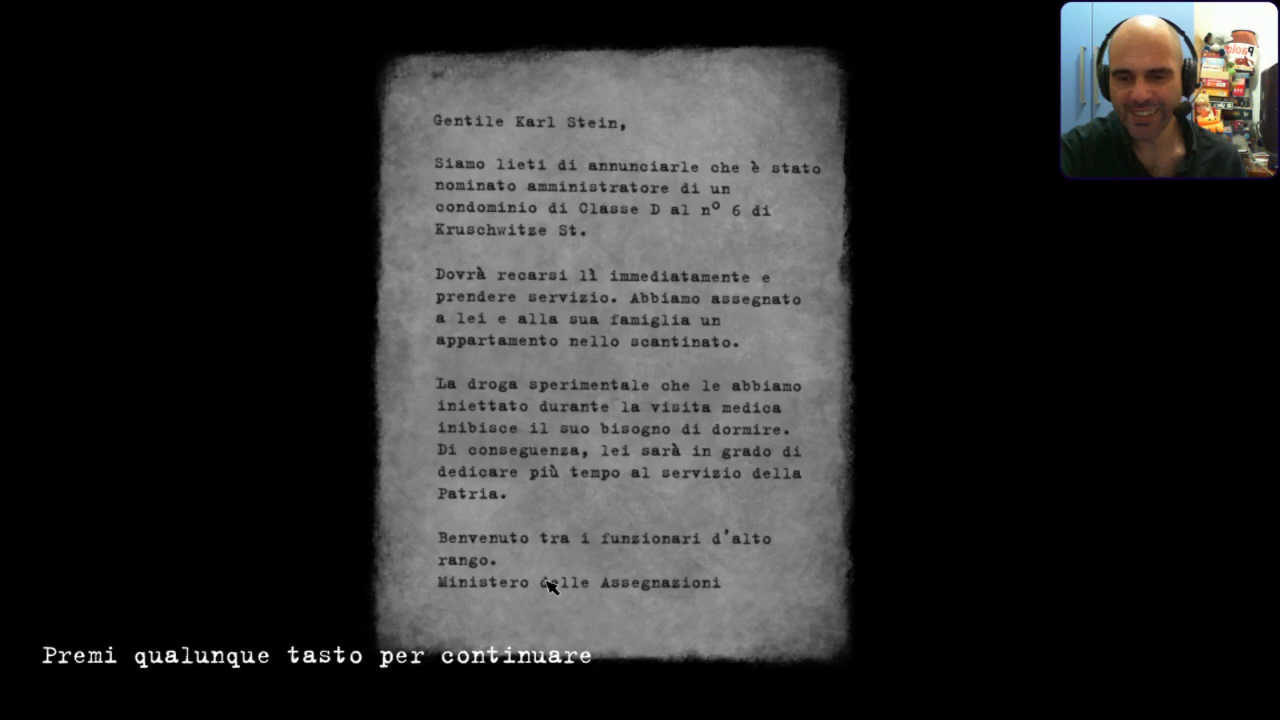 Gentile Karl Stein,
Siamo lieti di annunciarle che è stato
nominato amministratore di un
condominio di Classe D al nº 6 di
Kruschwitze St.
Dovrà recarsi lì immediatamente e
prendere servizio. Abbiamo assegnato
a lei e alla sua famiglia un
appartamento nello scantinato.
La droga sperimentale che le abbiamo
iniettato durante la visita medica
inibisce il suo bisogno di dormire.
Di conseguenza, lei sarà in grado di
dedicare più tempo al servizio della
Patria.
Benvenuto tra i funzionari d'alto
rango.
Ministero delle Assegnazioni
Premi qualunque tasto per continuare